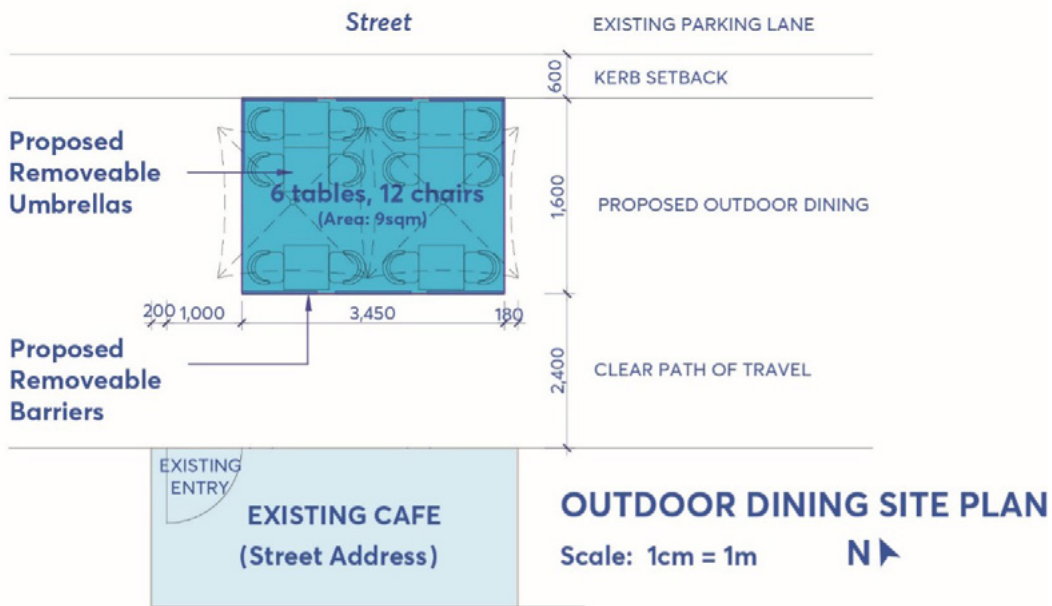 Street
EXISTING PARKING LANE
600
KERB SETBACK
Proposed
Removeable
Umbrellas
6 tables, 12 chairs
(Area: 9sqm)
1,600
PROPOSED OUTDOOR DINING
200 1,000 3,450 180
Proposed
Removeable
Barriers
2,400
CLEAR PATH OF TRAVEL
EXISTING
ENTRY
EXISTING CAFE
(Street Address)
OUTDOOR DINING SITE PLAN
Scale: 1cm = 1m N